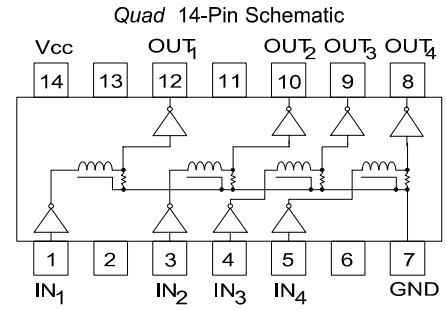 Quad 14-Pin Schematic
Vcc OUT1 OUT2 OUT3 OUT4
14 13 12 11 10 9 8
1 2 3 4 5 6 7
IN1 IN2 IN3 IN4 GND